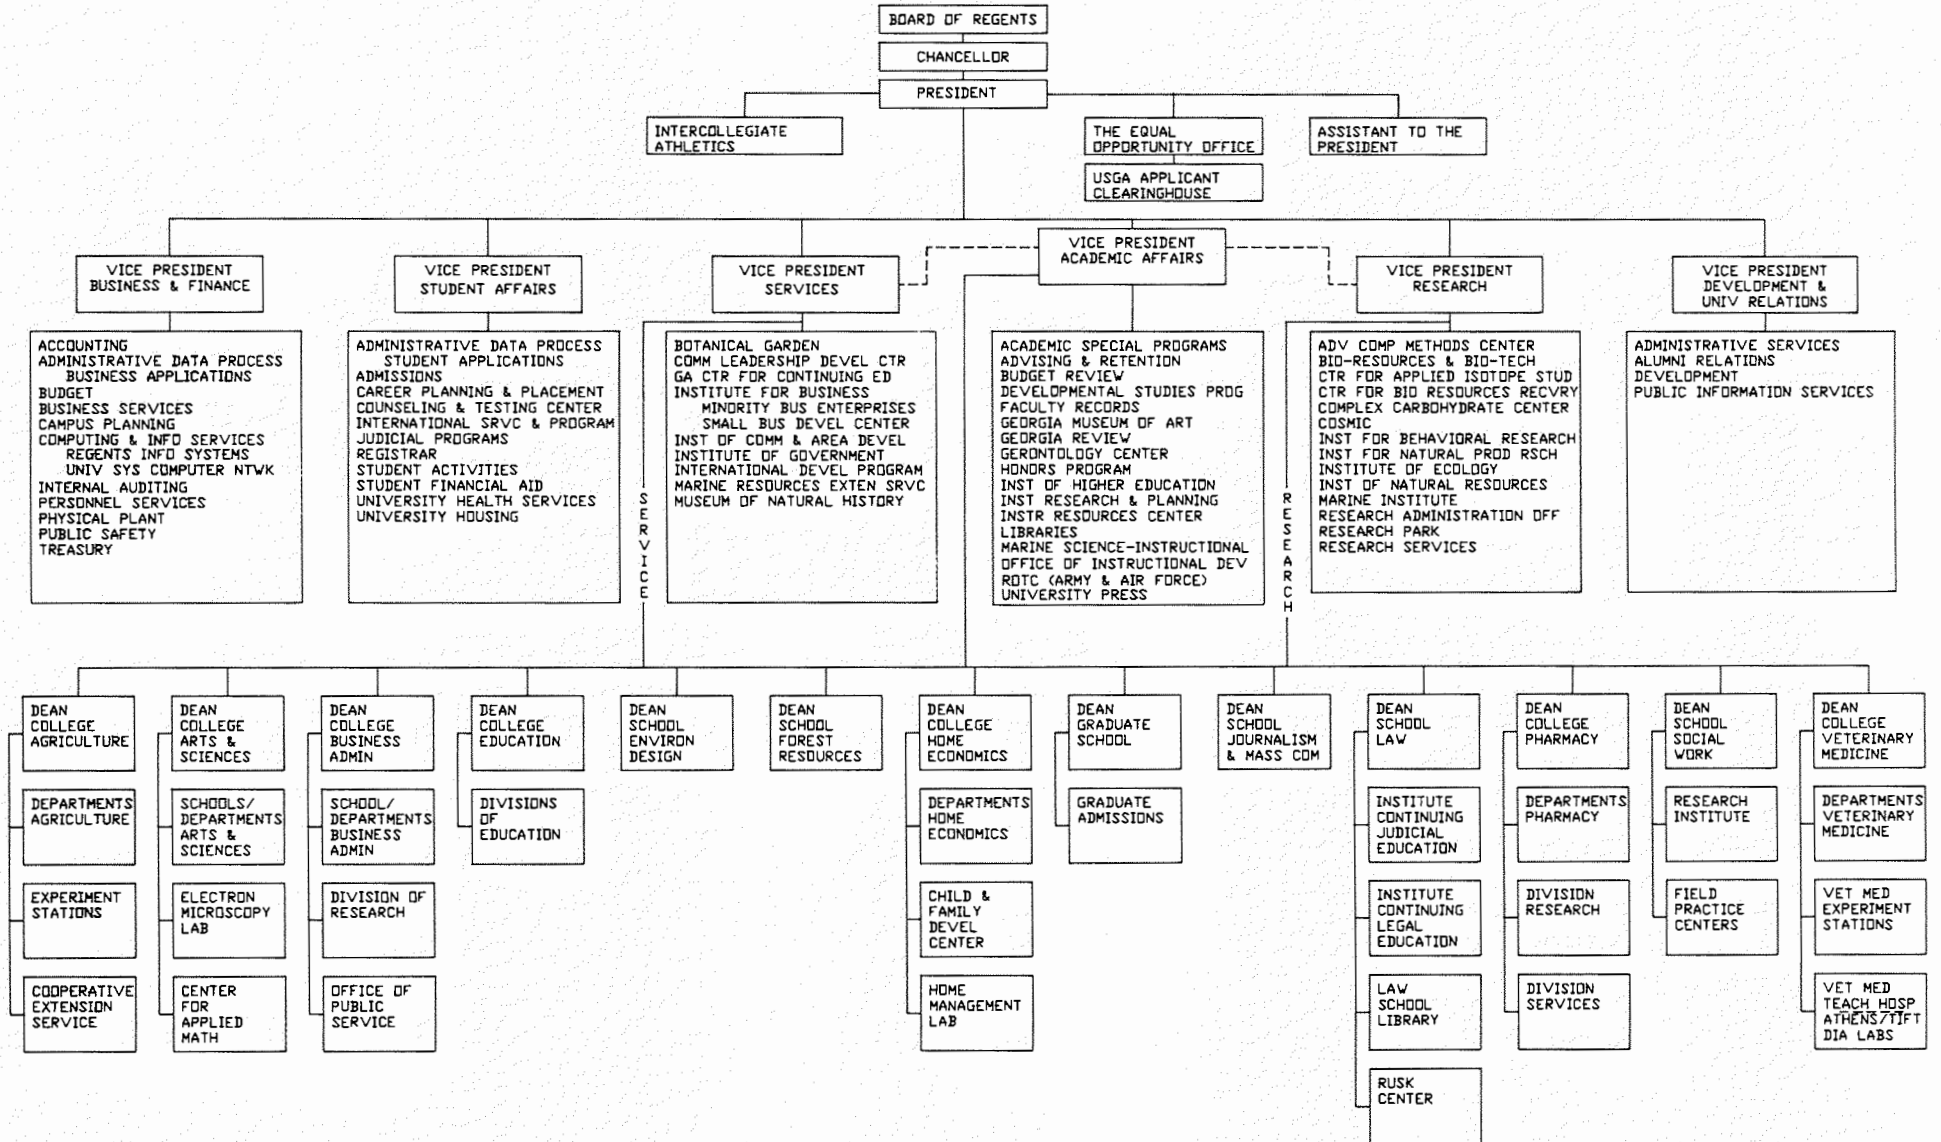 BOARD OF REGENTS
CHANCELLOR
PRESIDENT
INTERCOLLEGIATE
ATHLETICS
THE EQUAL
OPPORTUNITY OFFICE
ASSISTANT TO THE
PRESIDENT
USGA APPLICANT
CLEARINGHOUSE
VICE PRESIDENT
BUSINESS & FINANCE
VICE PRESIDENT
STUDENT AFFAIRS
VICE PRESIDENT
SERVICES
VICE PRESIDENT
ACADEMIC AFFAIRS
VICE PRESIDENT
RESEARCH
VICE PRESIDENT
DEVELOPMENT &
UNIV RELATIONS
ACCOUNTING
ADMINISTRATIVE DATA PROCESS
BUSINESS APPLICATIONS
BUDGET
BUSINESS SERVICES
CAMPUS PLANNING
COMPUTING & INFO SERVICES
REGENTS INFO SYSTEMS
UNIV SYS COMPUTER NTWK
INTERNAL AUDITING
PERSONNEL SERVICES
PHYSICAL PLANT
PUBLIC SAFETY
TREASURY
ADMINISTRATIVE DATA PROCESS
STUDENT APPLICATIONS
ADMISSIONS
CAREER PLANNING & PLACEMENT
COUNSELING & TESTING CENTER
INTERNATIONAL SRVC & PROGRAM
JUDICIAL PROGRAMS
REGISTRAR
STUDENT ACTIVITIES
STUDENT FINANCIAL AID
UNIVERSITY HEALTH SERVICES
UNIVERSITY HOUSING
SERVICE
BOTANICAL GARDEN
COMM LEADERSHIP DEVEL CTR
GA CTR FOR CONTINUING ED
INSTITUTE FOR BUSINESS
MINORITY BUS ENTERPRISES
SMALL BUS DEVEL CENTER
INST OF COMM & AREA DEVEL
INSTITUTE OF GOVERNMENT
INTERNATIONAL DEVEL PROGRAM
MARINE RESOURCES EXTEN SRVC
MUSEUM OF NATURAL HISTORY
ACADEMIC SPECIAL PROGRAMS
ADVISING & RETENTION
BUDGET REVIEW
DEVELOPMENTAL STUDIES PROG
FACULTY RECORDS
GEORGIA MUSEUM OF ART
GEORGIA REVIEW
GERONTOLOGY CENTER
HONORS PROGRAM
INST OF HIGHER EDUCATION
INST RESEARCH & PLANNING
INSTR RESOURCES CENTER
LIBRARIES
MARINE SCIENCE-INSTRUCTIONAL
OFFICE OF INSTRUCTIONAL DEV
ROTC (ARMY & AIR FORCE)
UNIVERSITY PRESS
RESEARCH
ADV COMP METHODS CENTER
BIO-RESOURCES & BIO-TECH
CTR FOR APPLIED ISOTOPE STUD
CTR FOR BIO RESOURCES RECVRY
COMPLEX CARBOHYDRATE CENTER
COSMIC
INST FOR BEHAVIORAL RESEARCH
INST FOR NATURAL PROD RSCH
INSTITUTE OF ECOLOGY
INST OF NATURAL RESOURCES
MARINE INSTITUTE
RESEARCH ADMINISTRATION OFF
RESEARCH PARK
RESEARCH SERVICES
ADMINISTRATIVE SERVICES
ALUMNI RELATIONS
DEVELOPMENT
PUBLIC INFORMATION SERVICES
DEAN
COLLEGE
AGRICULTURE
DEAN
COLLEGE
ARTS &
SCIENCES
DEAN
COLLEGE
BUSINESS
ADMIN
DEAN
COLLEGE
EDUCATION
DEAN
SCHOOL
ENVIRON
DESIGN
DEAN
SCHOOL
FOREST
RESOURCES
DEAN
COLLEGE
HOME
ECONOMICS
DEAN
GRADUATE
SCHOOL
DEAN
SCHOOL
JOURNALISM
& MASS COM
DEAN
SCHOOL
LAW
DEAN
COLLEGE
PHARMACY
DEAN
SCHOOL
SOCIAL
WORK
DEAN
COLLEGE
VETERINARY
MEDICINE
DEPARTMENTS
AGRICULTURE
SCHOOLS/
DEPARTMENTS
ARTS &
SCIENCES
SCHOOL/
DEPARTMENTS
BUSINESS
ADMIN
DIVISIONS
OF
EDUCATION
DEPARTMENTS
HOME
ECONOMICS
GRADUATE
ADMISSIONS
INSTITUTE
CONTINUING
JUDICIAL
EDUCATION
DEPARTMENTS
PHARMACY
RESEARCH
INSTITUTE
DEPARTMENTS
VETERINARY
MEDICINE
EXPERIMENT
STATIONS
ELECTRON
MICROSCOPY
LAB
DIVISION OF
RESEARCH
CHILD &
FAMILY
DEVEL
CENTER
INSTITUTE
CONTINUING
LEGAL
EDUCATION
DIVISION
RESEARCH
FIELD
PRACTICE
CENTERS
VET MED
EXPERIMENT
STATIONS
COOPERATIVE
EXTENSION
SERVICE
CENTER
FOR
APPLIED
MATH
OFFICE OF
PUBLIC
SERVICE
HOME
MANAGEMENT
LAB
LAW
SCHOOL
LIBRARY
DIVISION
SERVICES
VET MED
TEACH HOSP
ATHENS/TIFT
DIA LABS
RUSK
CENTER